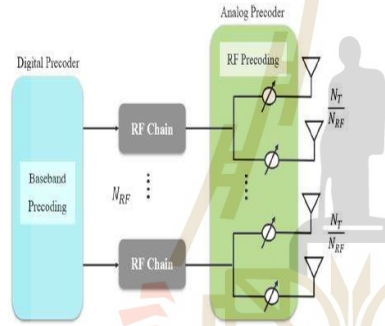 Analog Precoder
Digital Precoder
RF Precoding
RF Chain
N_T
N_RF
Baseband
Precoding
N_RF
RF Chain
N_T
N_RF